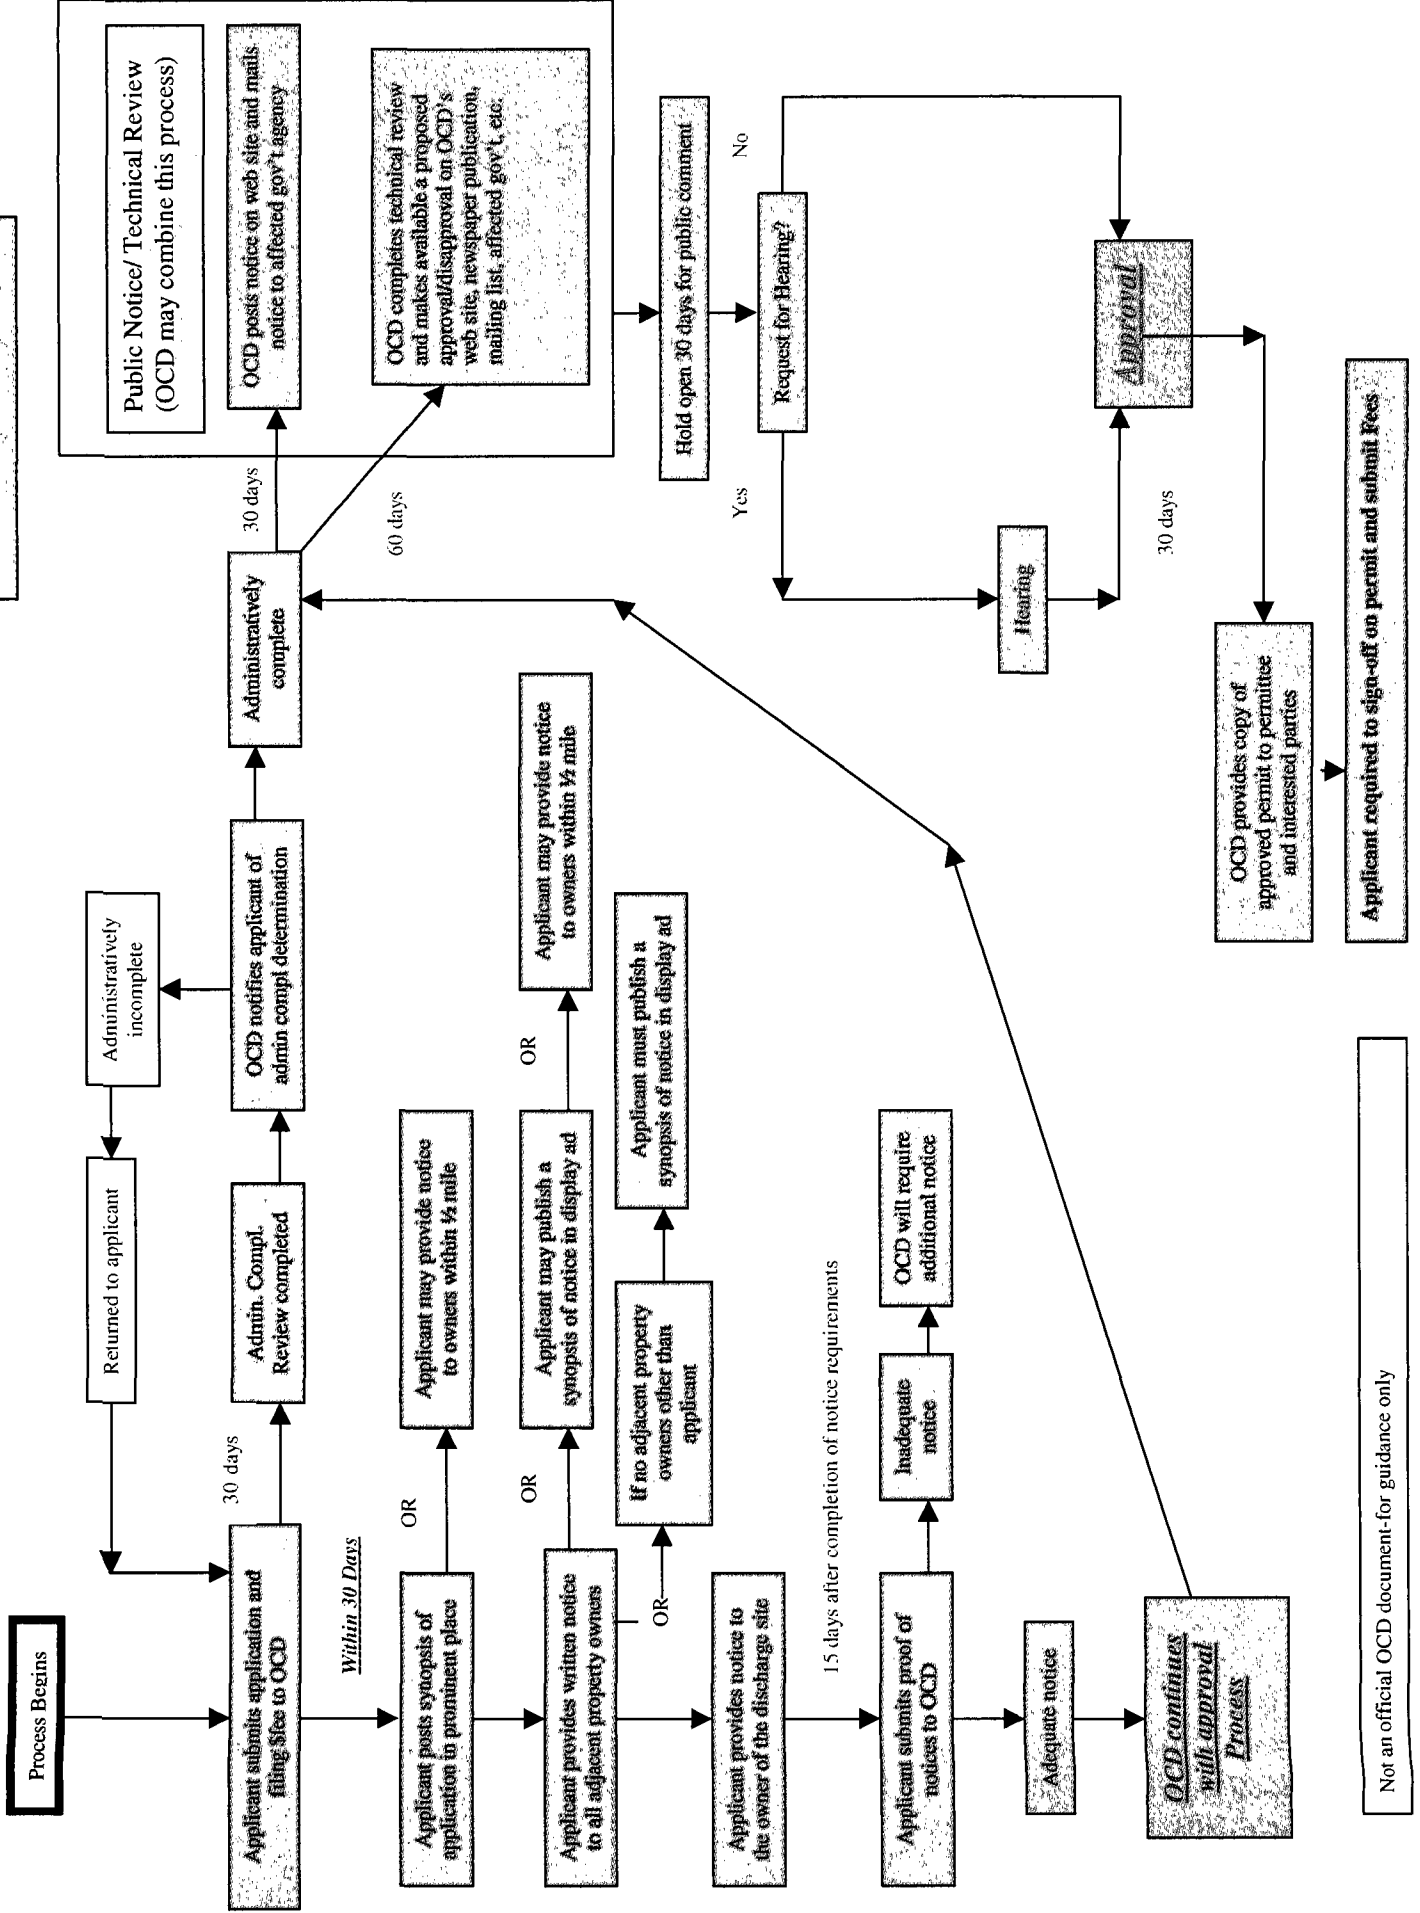 Process Begins
Applicant submits application and
filing $fee to OCD
30 days
Admin. Compl.
Review completed
OCD notifies applicant of
admin compl determination
Administratively
incomplete
Returned to applicant
Administratively
complete
30 days
60 days
Public Notice/ Technical Review
(OCD may combine this process)
OCD posts notice on web site and mails
notice to affected gov't agency
OCD completes technical review
and makes available a proposed
approval/disapproval on OCD's
web site, newspaper publication,
mailing list, affected gov't, etc.
Within 30 Days
Applicant posts synopsis of
application in prominent place
OR
Applicant may provide notice
to owners within ½ mile
Applicant provides written notice
to all adjacent property owners
OR
Applicant may publish a
synopsis of notice in display ad
OR
Applicant may provide notice
to owners within ½ mile
OR
If no adjacent property
owners other than
applicant
Applicant must publish a
synopsis of notice in display ad
Applicant provides notice to
the owner of the discharge site
15 days after completion of notice requirements
Applicant submits proof of
notices to OCD
Inadequate
notice
OCD will require
additional notice
Adequate notice
OCD continues
with approval
Process
Hold open 30 days for public comment
Request for Hearing?
Yes
No
Hearing
30 days
Approval
OCD provides copy of
approved permit to permittee
and interested parties
Applicant required to sign-off on permit and submit Fees
Not an official OCD document-for guidance only